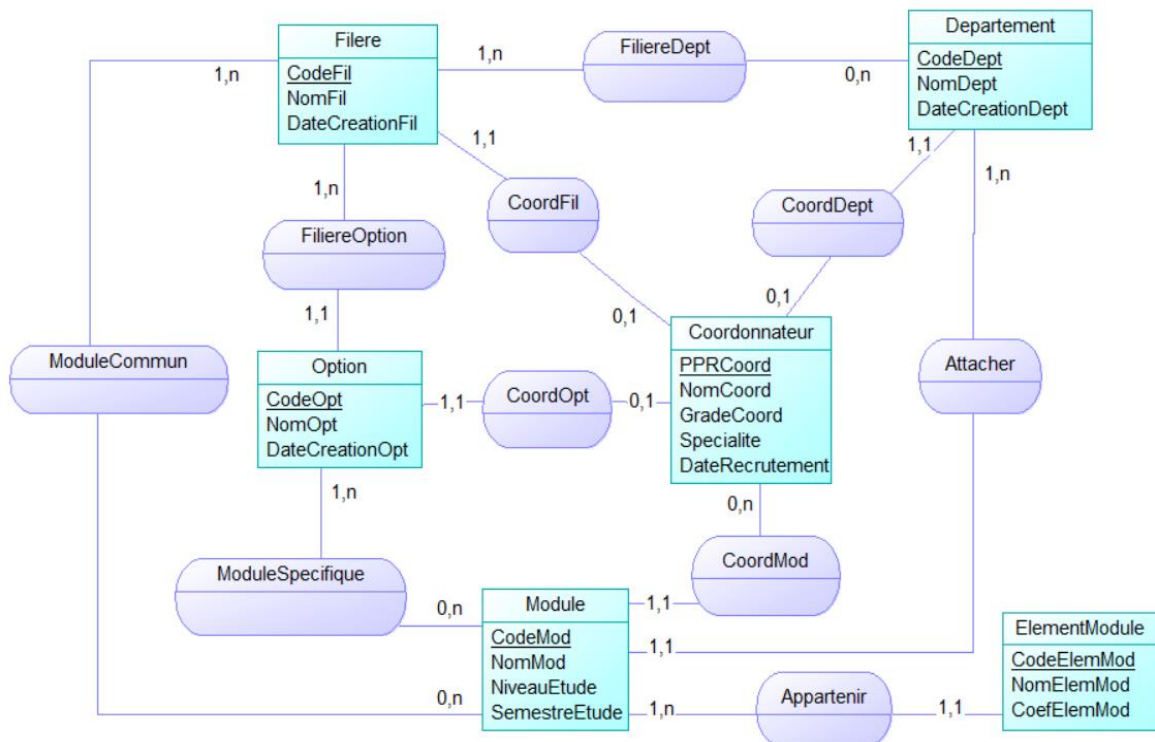 Filere
CodeFil
NomFil
DateCreationFil
1,n
1,n
FiliereDept
0,n
Departement
CodeDept
NomDept
DateCreationDept
1,1
1,n
CoordFil
CoordDept
1,1
1,n
FiliereOption
1,1
0,1
0,1
ModuleCommun
Option
CodeOpt
NomOpt
DateCreationOpt
1,1
CoordOpt
0,1
Coordonnateur
PPRCoord
NomCoord
GradeCoord
Specialite
DateRecrutement
Attacher
1,n
0,n
ModuleSpecifique
CoordMod
0,n
Module
CodeMod
NomMod
NiveauEtude
SemestreEtude
1,1
1,1
0,n
1,n
Appartenir
1,1
ElementModule
CodeElemMod
NomElemMod
CoefElemMod